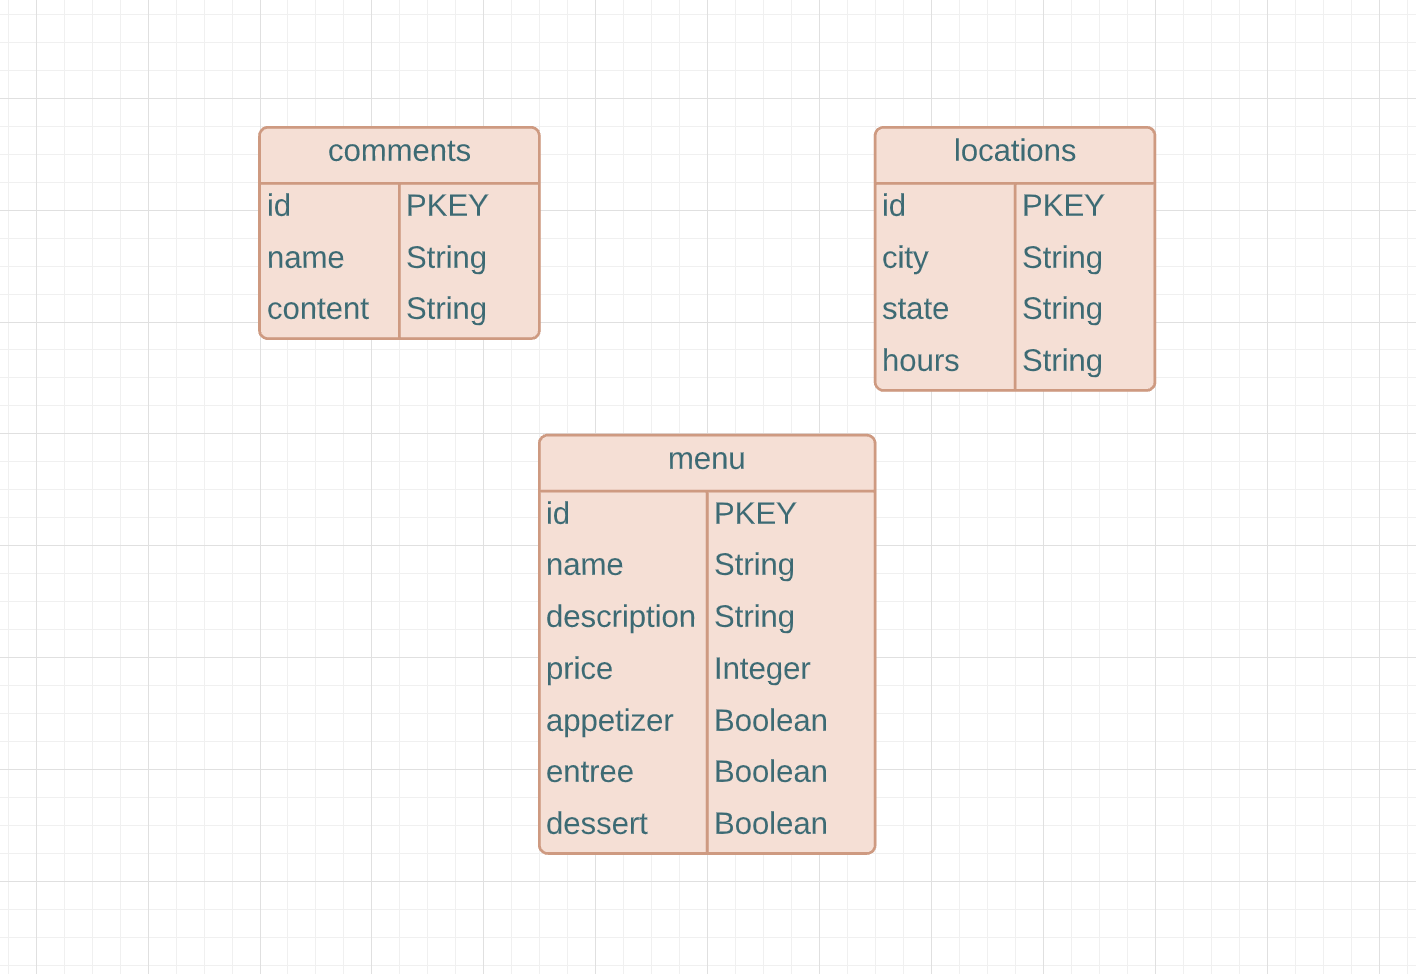 comments
id PKEY
name String
content String
locations
id PKEY
city String
state String
hours String
menu
id PKEY
name String
description String
price Integer
appetizer Boolean
entree Boolean
dessert Boolean